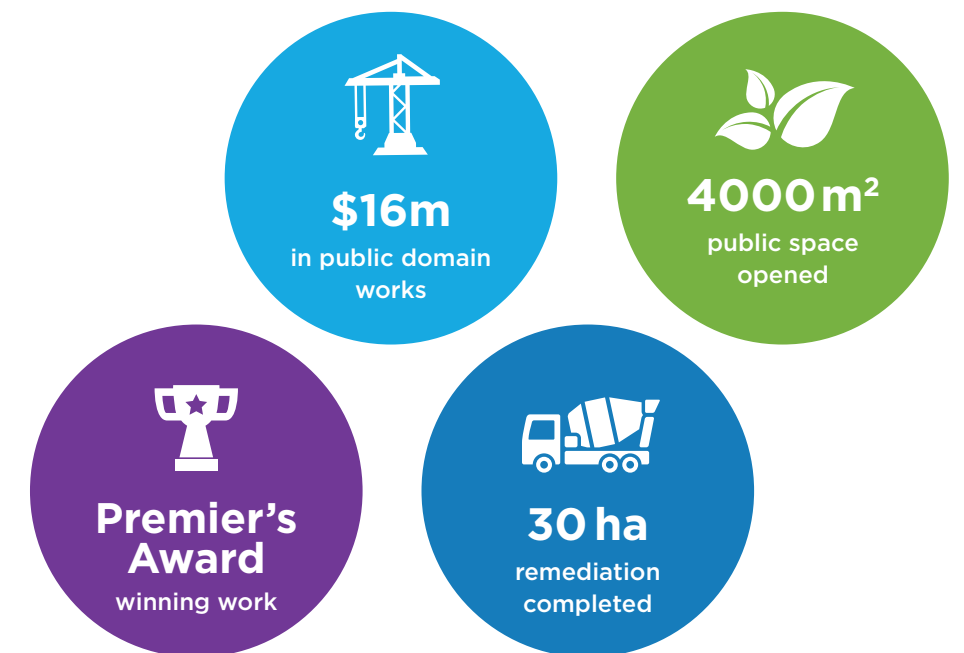 $16m
in public domain
works
4000 m²
public space
opened
Premier’s
Award
winning work
30 ha
remediation
completed